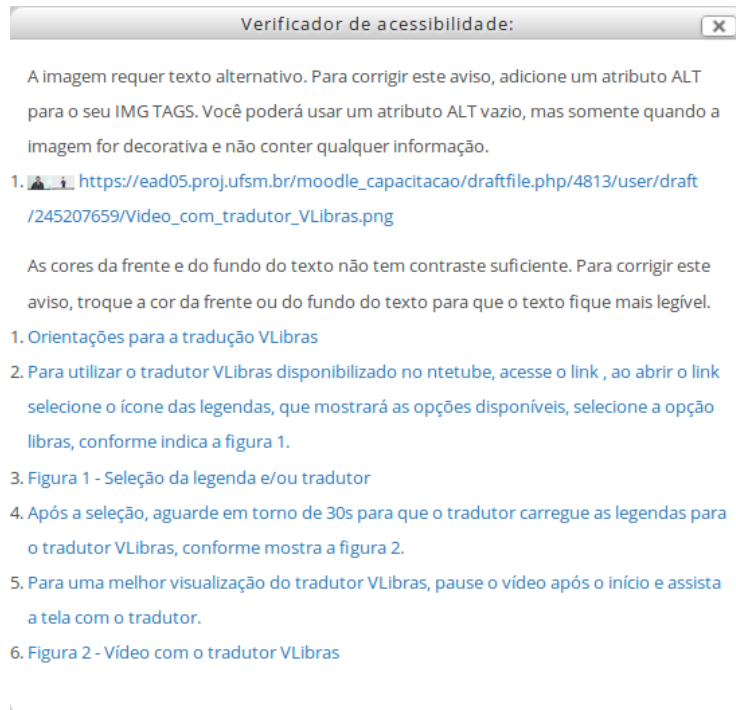 Verificador de acessibilidade:
A imagem requer texto alternativo. Para corrigir este aviso, adicione um atributo ALT
para o seu IMG TAGS. Você poderá usar um atributo ALT vazio, mas somente quando a
imagem for decorativa e não conter qualquer informação.
1. https://ead05.proj.ufsm.br/moodle_capacitacao/draftfile.php/4813/user/draft
/245207659/Video_com_tradutor_VLibras.png
As cores da frente e do fundo do texto não tem contraste suficiente. Para corrigir este
aviso, troque a cor da frente ou do fundo do texto para que o texto fique mais legível.
1. Orientações para a tradução VLibras
2. Para utilizar o tradutor VLibras disponibilizado no ntetube, acesse o link , ao abrir o link
selecione o ícone das legendas, que mostrará as opções disponíveis, selecione a opção
libras, conforme indica a figura 1.
3. Figura 1 - Seleção da legenda e/ou tradutor
4. Após a seleção, aguarde em torno de 30s para que o tradutor carregue as legendas para
o tradutor VLibras, conforme mostra a figura 2.
5. Para uma melhor visualização do tradutor VLibras, pause o vídeo após o início e assista
a tela com o tradutor.
6. Figura 2 - Vídeo com o tradutor VLibras